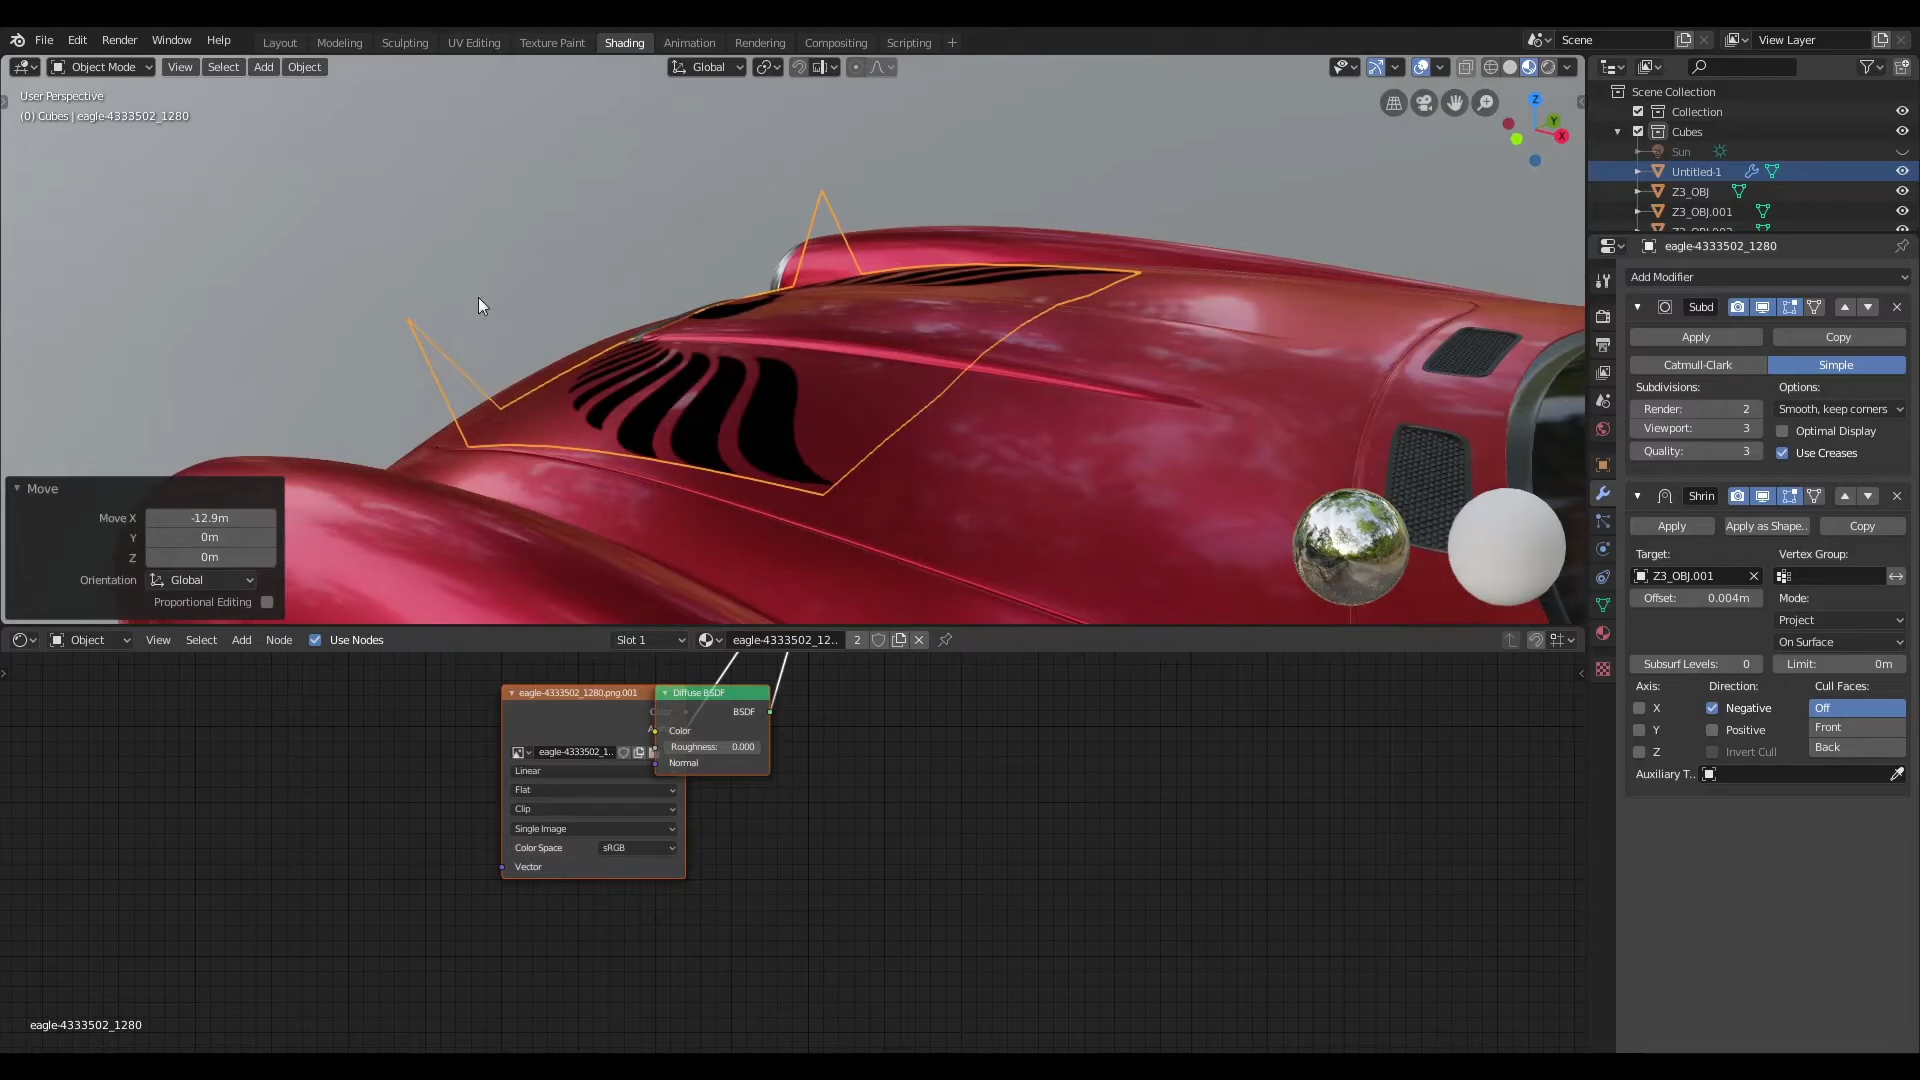 File Edit Render Window Help Layout Modeling Sculpting UV Editing Texture Paint Shading Animation Rendering Compositing Scripting + Scene View Layer
Object Mode View Select Add Object Global
User Perspective
(0) Cubes | eagle-4333502_1280
Z
Y
X
Scene Collection
Collection
Cubes
Sun
Untitled-1
Z3_OBJ
Z3_OBJ.001
eagle-4333502_1280
Add Modifier
Subd
Apply Copy
Catmull-Clark Simple
Subdivisions: Options:
Render: 2 Smooth, keep corners
Viewport: 3 Optimal Display
Quality: 3 Use Creases
Shrin
Apply Apply as Shape.. Copy
Target: Vertex Group:
Z3_OBJ.001
Offset: 0.004m Mode:
Project
On Surface
Subsurf Levels: 0 Limit: 0m
Axis: Direction: Cull Faces:
X Negative Off
Y Positive Front
Z Invert Cull Back
Auxiliary T..
Move
Move X -12.9m
Y 0m
Z 0m
Orientation Global
Proportional Editing
Object View Select Add Node Use Nodes Slot 1 eagle-4333502_12.. 2
eagle-4333502_1280.png.001
eagle-4333502_1..
Linear
Flat
Clip
Single Image
Color Space sRGB
Vector
Diffuse BSDF
BSDF
Color
Roughness: 0.000
Normal
eagle-4333502_1280